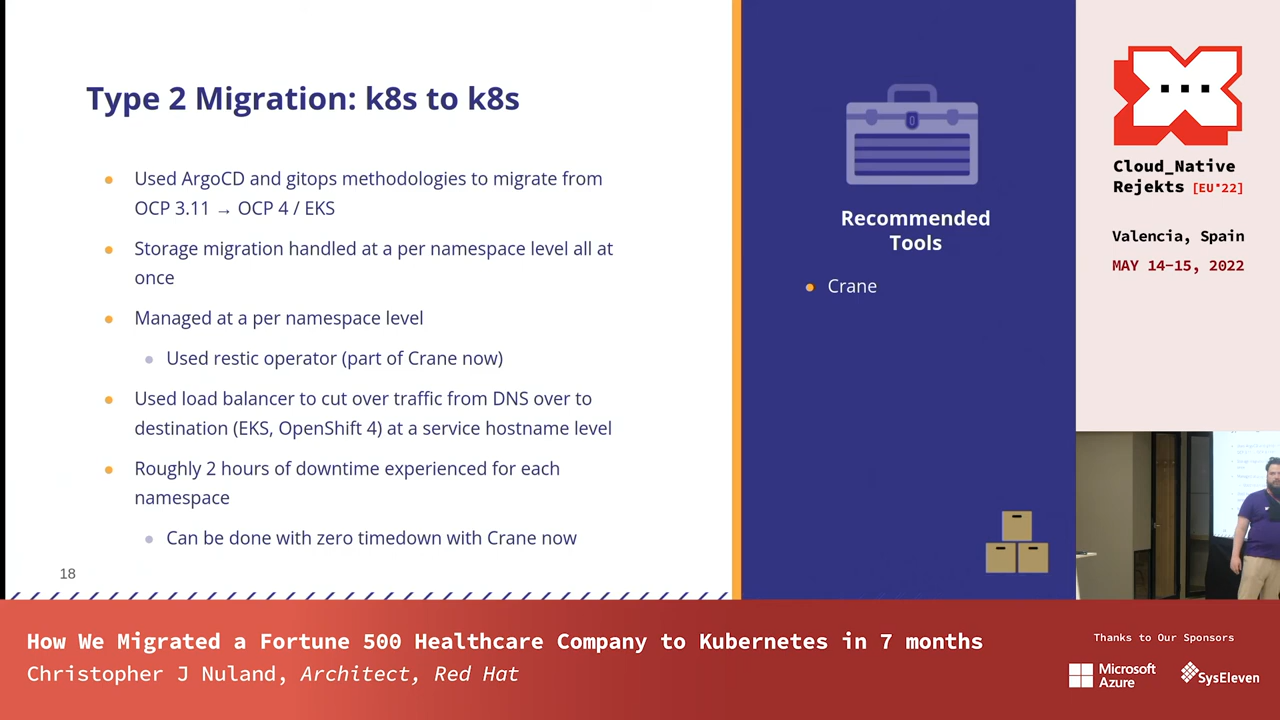 Type 2 Migration: k8s to k8s
Used ArgoCD and gitops methodologies to migrate from
OCP 3.11 → OCP 4 / EKS
Storage migration handled at a per namespace level all at
once
Managed at a per namespace level
Used restic operator (part of Crane now)
Used load balancer to cut over traffic from DNS over to
destination (EKS, OpenShift 4) at a service hostname level
Roughly 2 hours of downtime experienced for each
namespace
Can be done with zero timedown with Crane now
18
Recommended
Tools
Crane
Cloud_Native
Rejekts [EU*22]
Valencia, Spain
MAY 14-15, 2022
How We Migrated a Fortune 500 Healthcare Company to Kubernetes in 7 months
Christopher J Nuland, Architect, Red Hat
Thanks to Our Sponsors
Microsoft
Azure
SysEleven